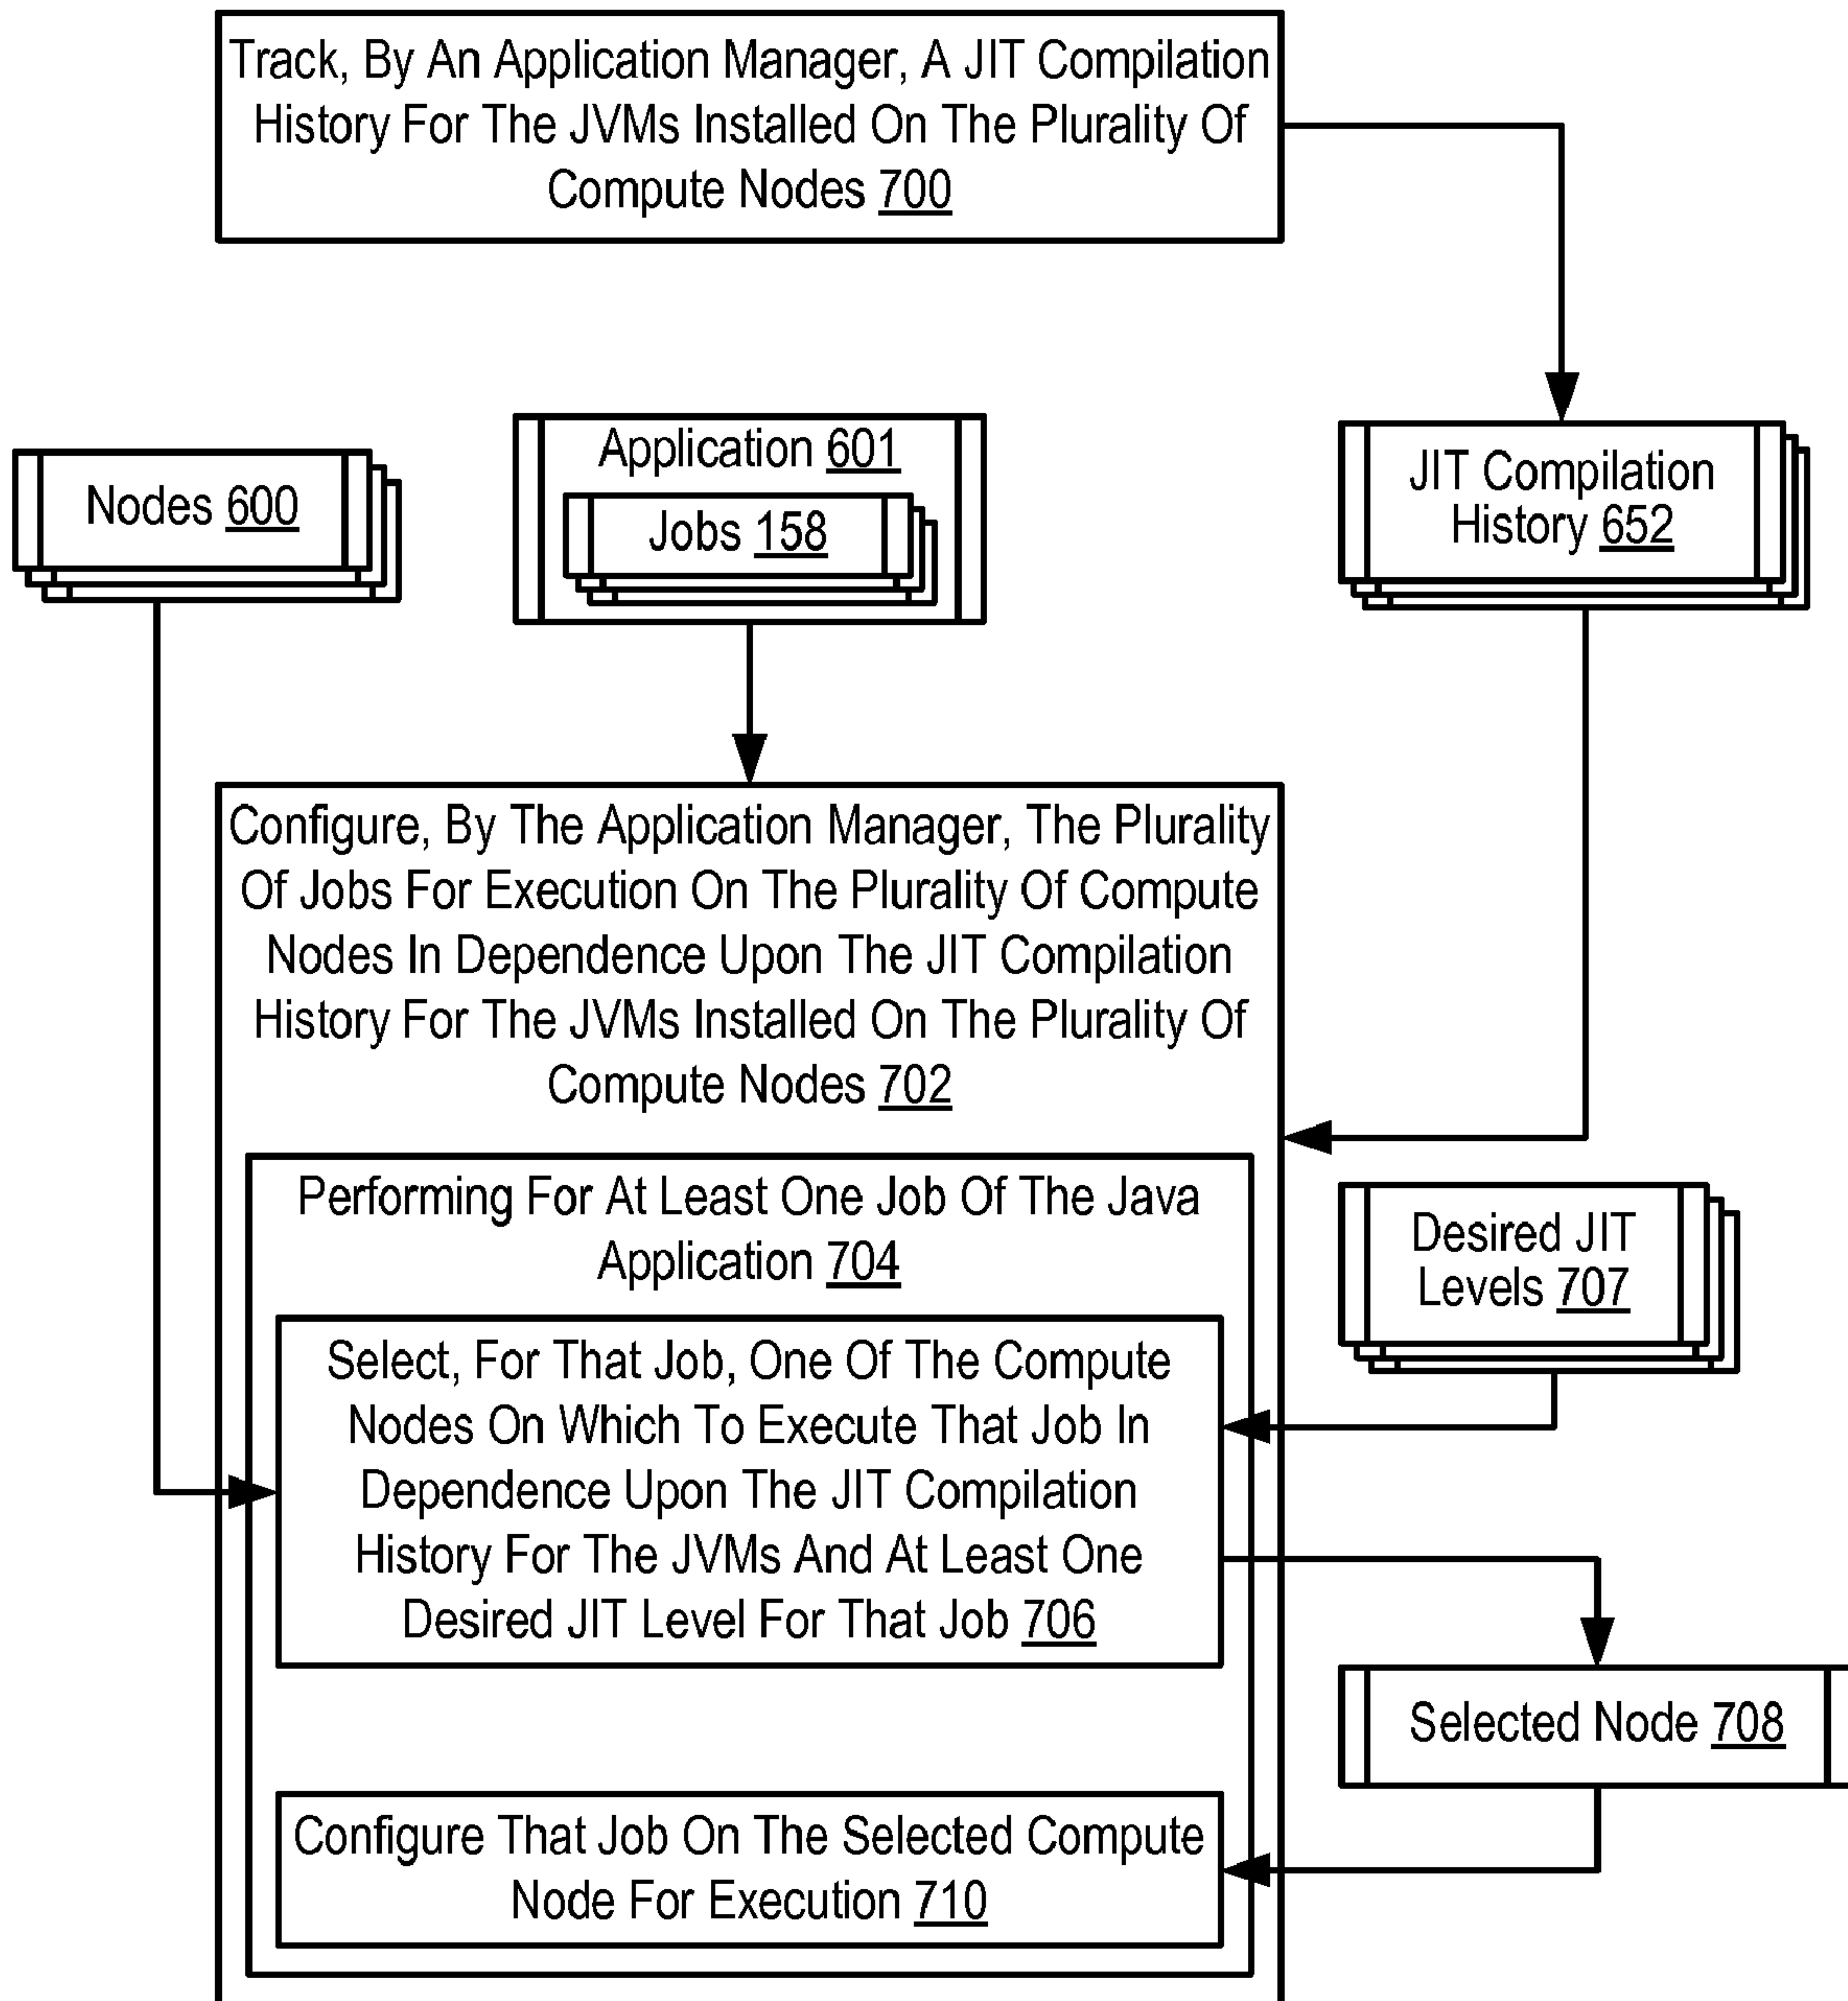 Track, By An Application Manager, A JIT Compilation
History For The JVMs Installed On The Plurality Of
Compute Nodes 700
Nodes 600
Application 601
Jobs 158
JIT Compilation
History 652
Configure, By The Application Manager, The Plurality
Of Jobs For Execution On The Plurality Of Compute
Nodes In Dependence Upon The JIT Compilation
History For The JVMs Installed On The Plurality Of
Compute Nodes 702
Performing For At Least One Job Of The Java
Application 704
Desired JIT
Levels 707
Select, For That Job, One Of The Compute
Nodes On Which To Execute That Job In
Dependence Upon The JIT Compilation
History For The JVMs And At Least One
Desired JIT Level For That Job 706
Selected Node 708
Configure That Job On The Selected Compute
Node For Execution 710